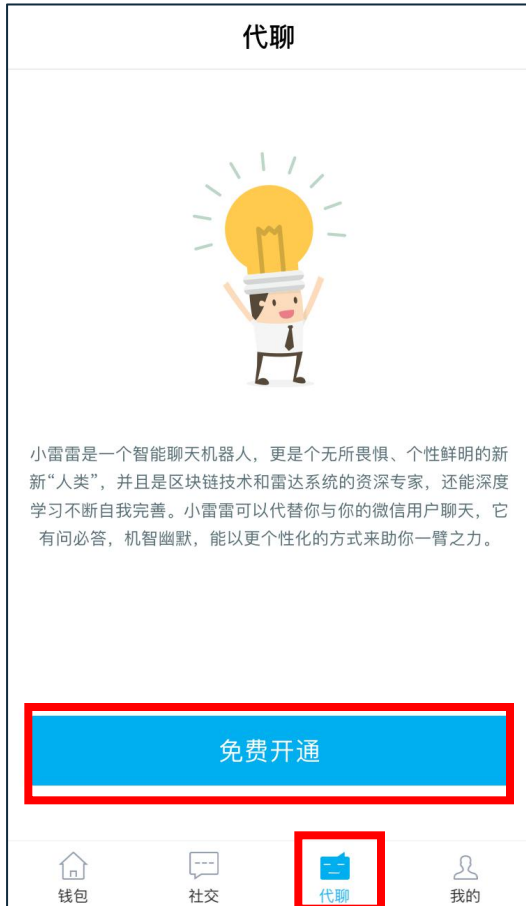 代聊
小雷雷是一个智能聊天机器人，更是个无所畏惧、个性鲜明的新
新“人类”，并且是区块链技术和雷达系统的资深专家，还能深度
学习不断自我完善。小雷雷可以代替你与你的微信用户聊天，它
有问必答，机智幽默，能以更个性化的方式来助你一臂之力。
免费开通
钱包
社交
代聊
我的